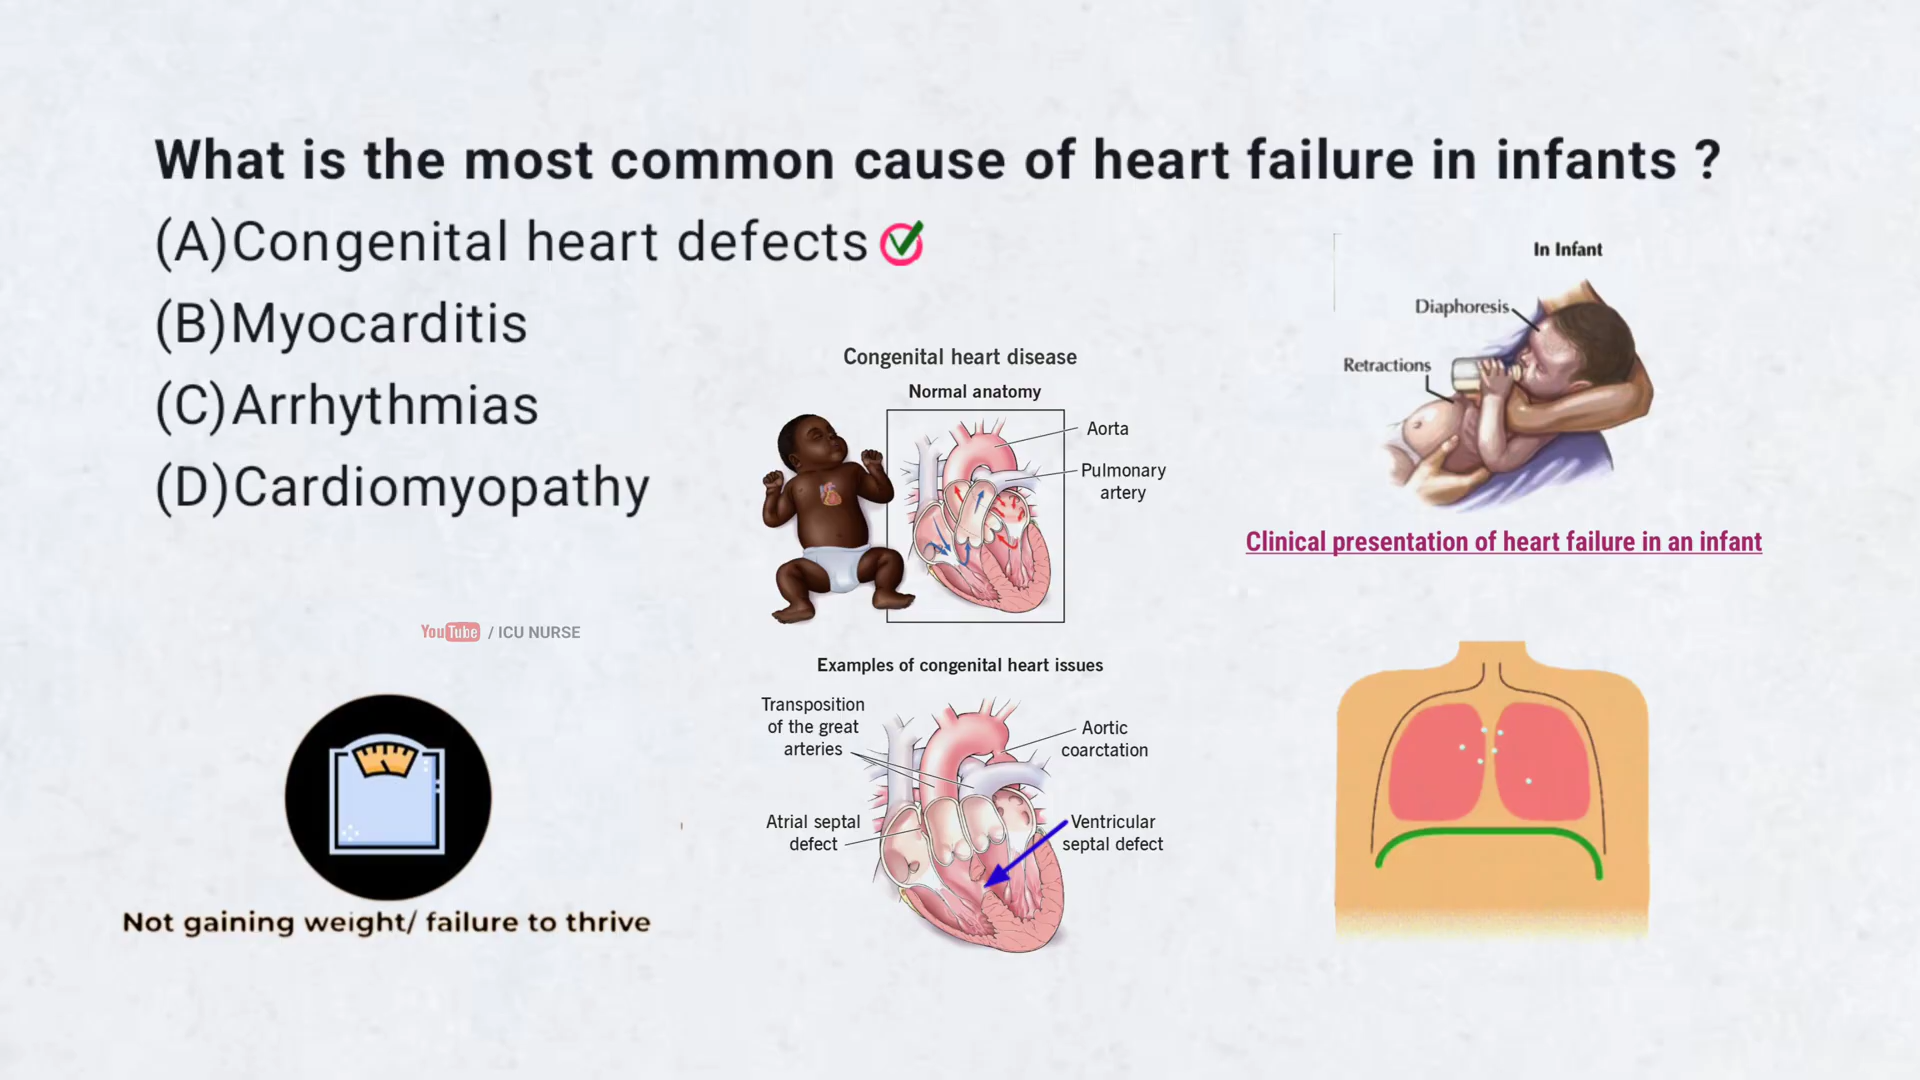 What is the most common cause of heart failure in infants ?
(A)Congenital heart defects
(B)Myocarditis
(C)Arrhythmias
(D)Cardiomyopathy
YouTube / ICU NURSE
Not gaining weight/ failure to thrive
Congenital heart disease
Normal anatomy
Aorta
Pulmonary
artery
Examples of congenital heart issues
Transposition
of the great
arteries
Aortic
coarctation
Atrial septal
defect
Ventricular
septal defect
In Infant
Diaphoresis
Retractions
Clinical presentation of heart failure in an infant